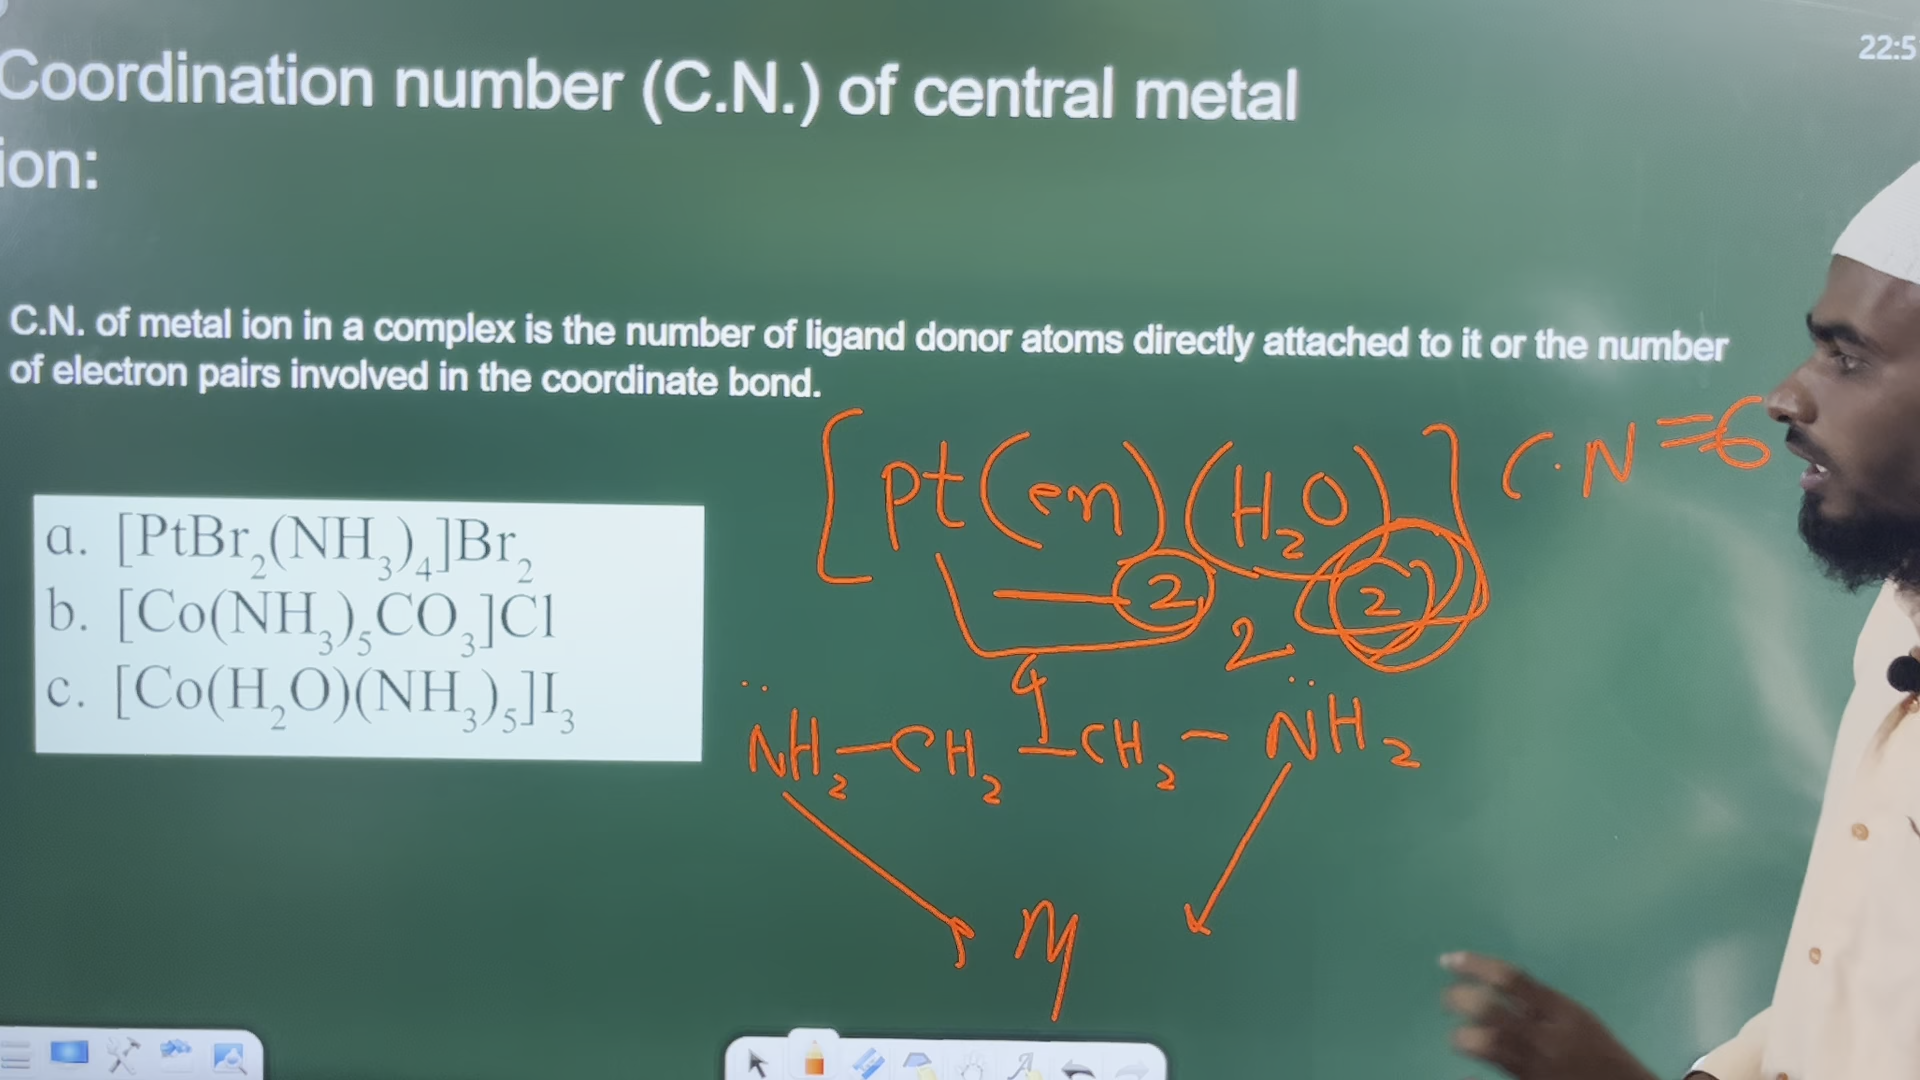 22:5
Coordination number (C.N.) of central metal
ion:
C.N. of metal ion in a complex is the number of ligand donor atoms directly attached to it or the number
of electron pairs involved in the coordinate bond.
[Pt(en)₂(H₂O)₂] C.N=6
a. [PtBr₂(NH₃)₄]Br₂
b. [Co(NH₃)₅CO₃]Cl
c. [Co(H₂O)(NH₃)₅]I₃
4 2
N̈H₂-CH₂-CH₂-N̈H₂
M